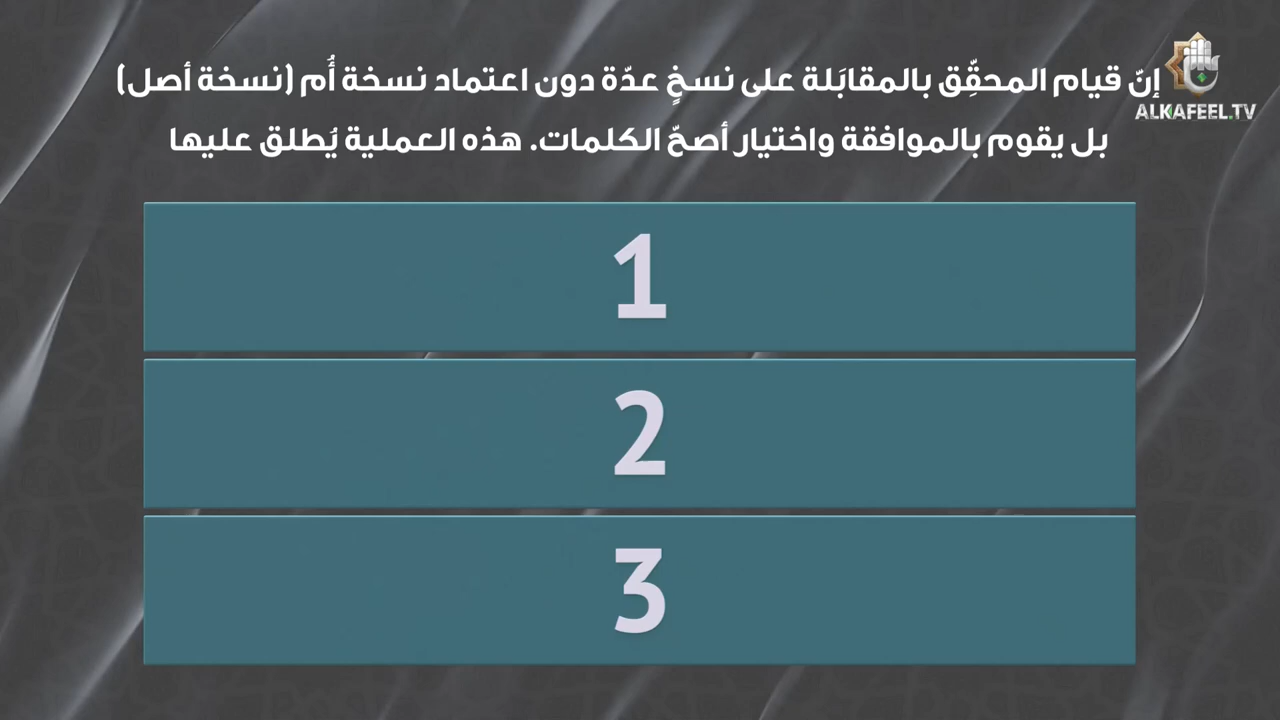 إنّ قيام المحقِّق بالمقابَلة على نسخٍ عدّة دون اعتماد نسخة أُم (نسخة أصل)
بل يقوم بالموافقة واختيار أصحّ الكلمات. هذه العملية يُطلق عليها
ALKAFEEL.TV
1
2
3